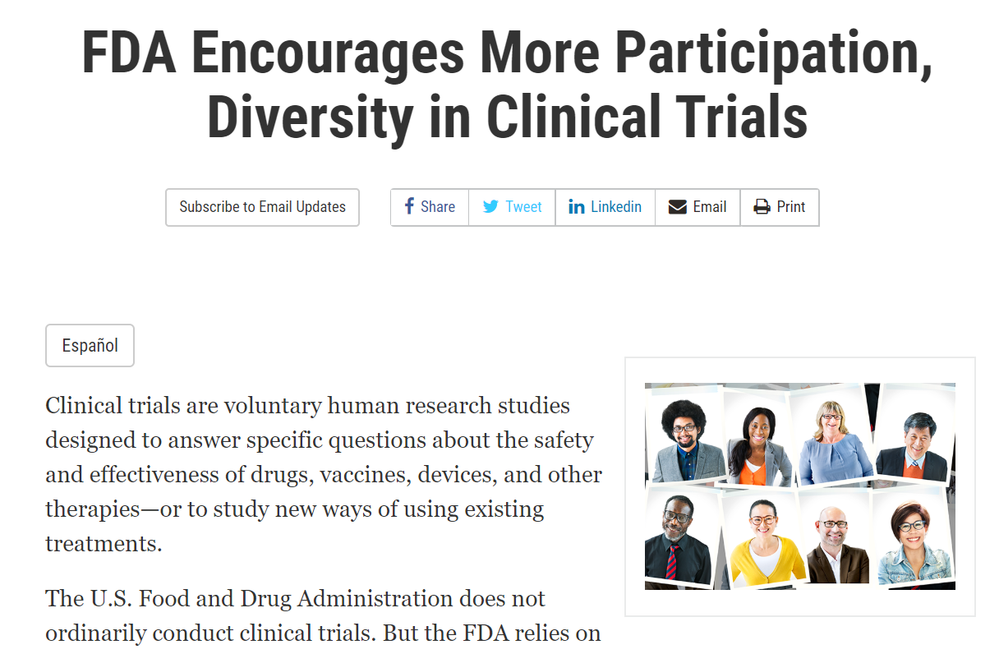 FDA Encourages More Participation,
Diversity in Clinical Trials
Subscribe to Email Updates
Share
Tweet
Linkedin
Email
Print
Español
Clinical trials are voluntary human research studies
designed to answer specific questions about the safety
and effectiveness of drugs, vaccines, devices, and other
therapies—or to study new ways of using existing
treatments.
The U.S. Food and Drug Administration does not
ordinarily conduct clinical trials. But the FDA relies on